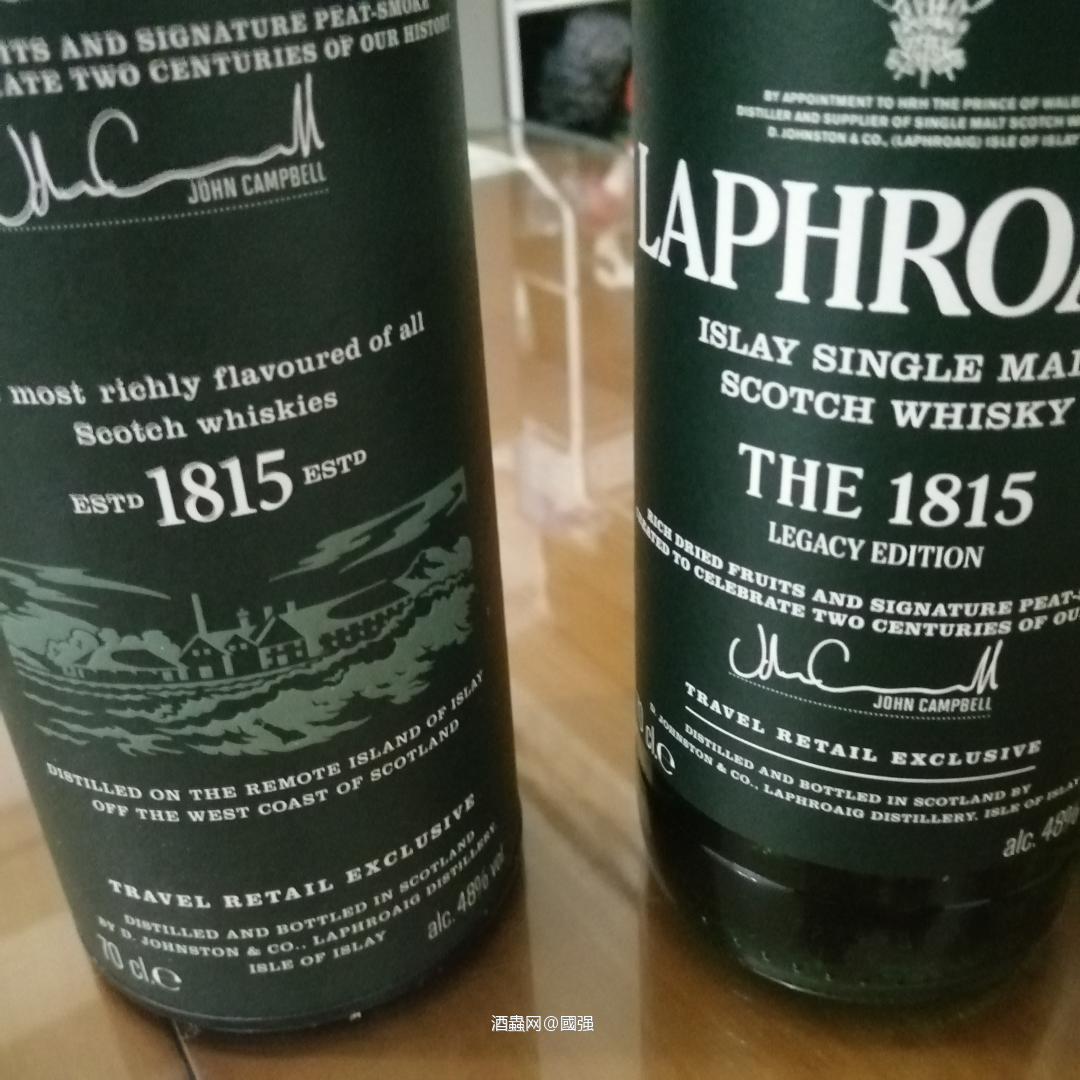 ITS AND SIGNATURE PEAT-SMOKE
ATE TWO CENTURIES OF OUR HISTORY
JOHN CAMPBELL
most richly flavoured of all
Scotch whiskies
ESTD 1815 ESTD
DISTILLED ON THE REMOTE ISLAND OF ISLAY
OFF THE WEST COAST OF SCOTLAND
TRAVEL RETAIL EXCLUSIVE
DISTILLED AND BOTTLED IN SCOTLAND
BY D. JOHNSTON & CO., LAPHROAIG DISTILLERY,
ISLE OF ISLAY
70 cl.e
alc. 48% vol
BY APPOINTMENT TO HRH THE PRINCE OF WALE
DISTILLER AND SUPPLIER OF SINGLE MALT SCOTCH W
D. JOHNSTON & CO., (LAPHROAIG) ISLE OF ISLAY
LAPHROA
ISLAY SINGLE MAL
SCOTCH WHISKY
THE 1815
LEGACY EDITION
RICH DRIED FRUITS AND SIGNATURE PEAT-S
EATED TO CELEBRATE TWO CENTURIES OF OU
JOHN CAMPBELL
TRAVEL RETAIL EXCLUSIVE
DISTILLED AND BOTTLED IN SCOTLAND BY
D. JOHNSTON & CO., LAPHROAIG DISTILLERY, ISLE OF ISLAY
0 cl.e
alc. 48%
酒蟲网@國强